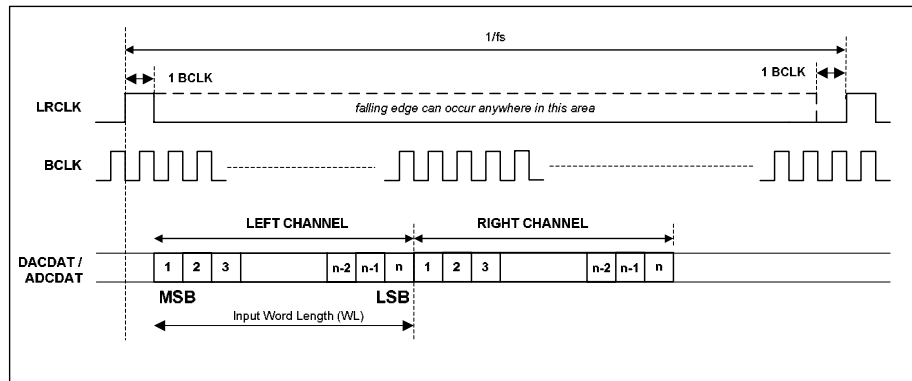 1/fs
1 BCLK
1 BCLK
LRCLK
falling edge can occur anywhere in this area
BCLK
LEFT CHANNEL
RIGHT CHANNEL
DACDAT /
ADCDAT
1 2 3 n-2 n-1 n 1 2 3 n-2 n-1 n
MSB LSB
Input Word Length (WL)